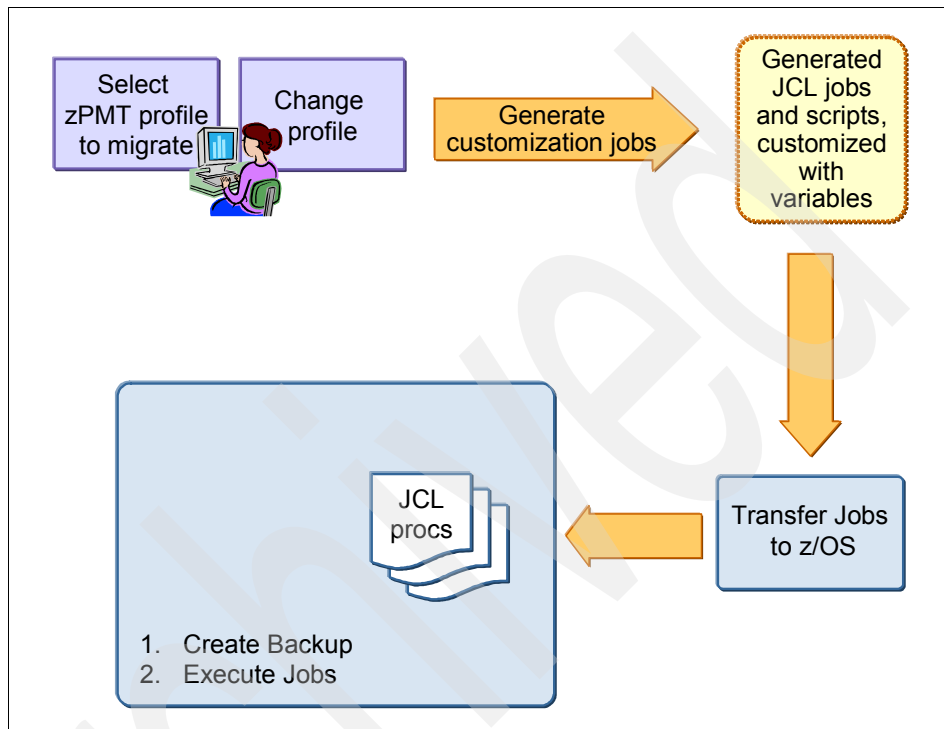 Select
zPMT profile
to migrate
Change
profile
Generate
customization jobs
Generated
JCL jobs
and scripts,
customized
with
variables
Transfer Jobs
to z/OS
JCL
procs
1. Create Backup
2. Execute Jobs